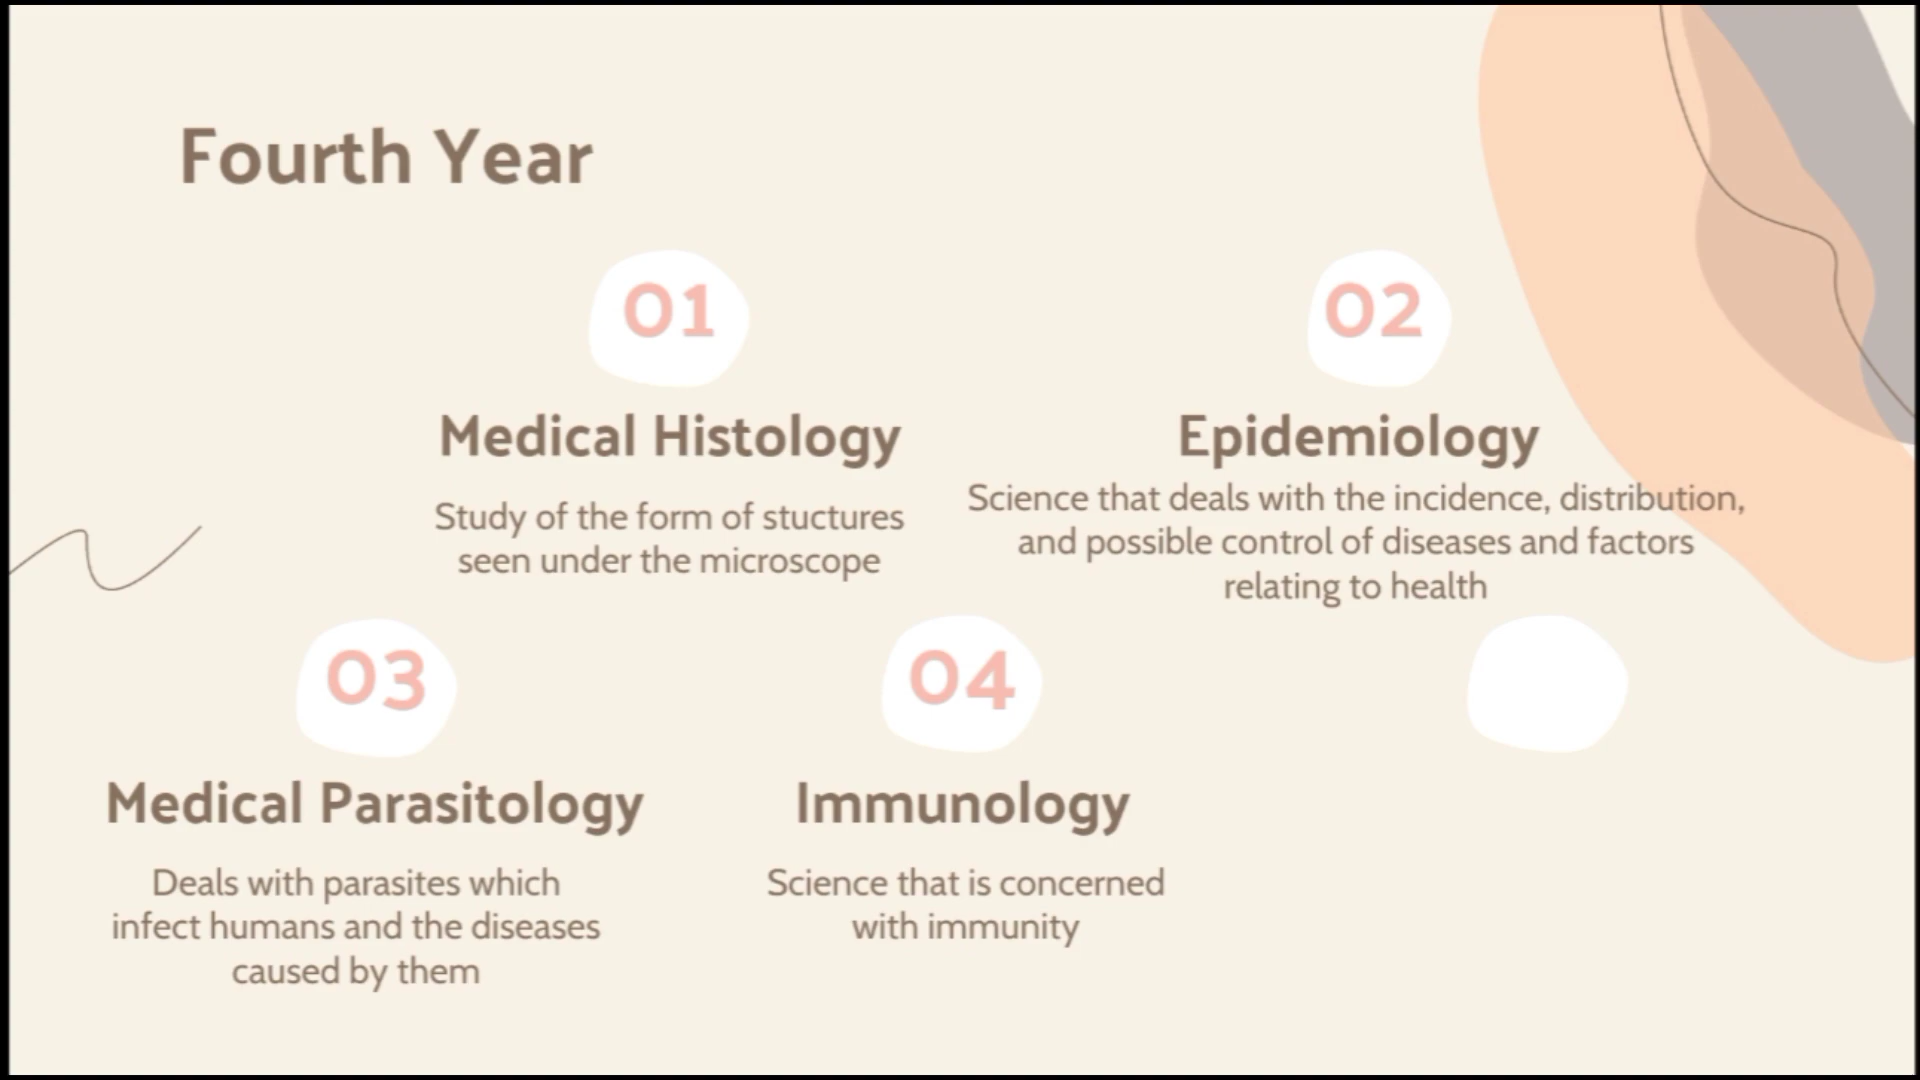 Fourth Year
01
Medical Histology
Study of the form of stuctures
seen under the microscope
02
Epidemiology
Science that deals with the incidence, distribution,
and possible control of diseases and factors
relating to health
03
Medical Parasitology
Deals with parasites which
infect humans and the diseases
caused by them
04
Immunology
Science that is concerned
with immunity